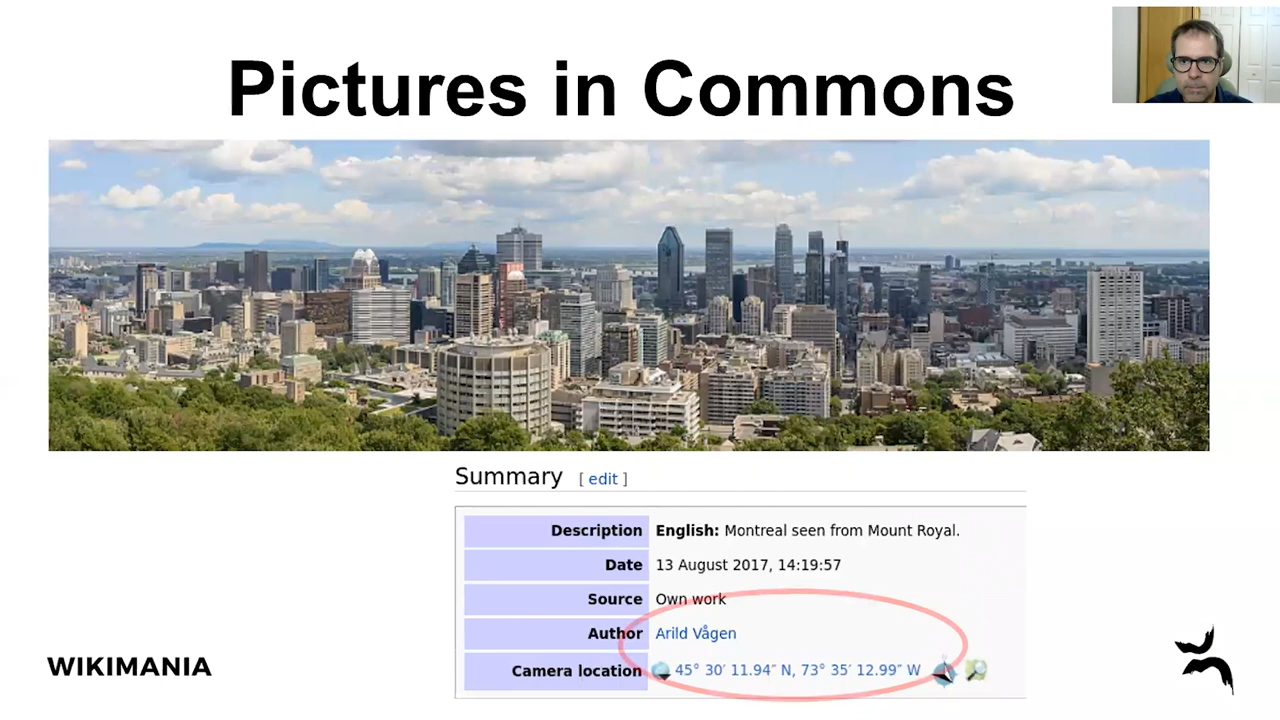 Pictures in Commons
Summary [ edit ]
Description English: Montreal seen from Mount Royal.
Date 13 August 2017, 14:19:57
Source Own work
Author Arild Vågen
Camera location 45° 30′ 11.94″ N, 73° 35′ 12.99″ W
WIKIMANIA